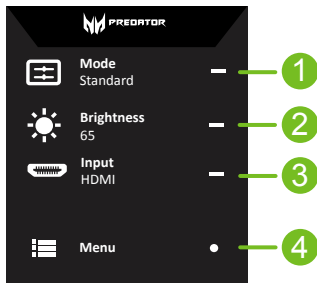 PREDATOR
Mode
Standard
1
Brightness
65
2
Input
HDMI
3
Menu
4